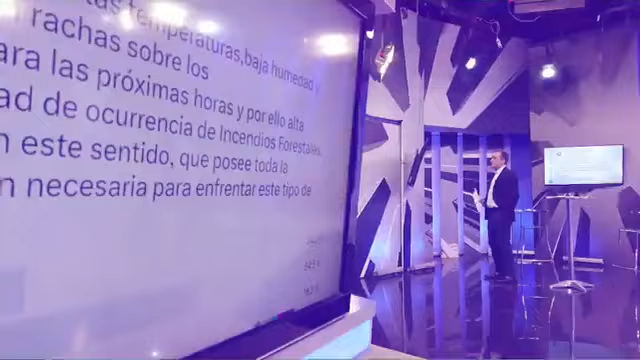 temperaturas, baja humedad y
rachas sobre los
para las próximas horas y por ello alta
ad de ocurrencia de Incendios Forestales
n este sentido, que posee toda la
n necesaria para enfrentar este tipo de